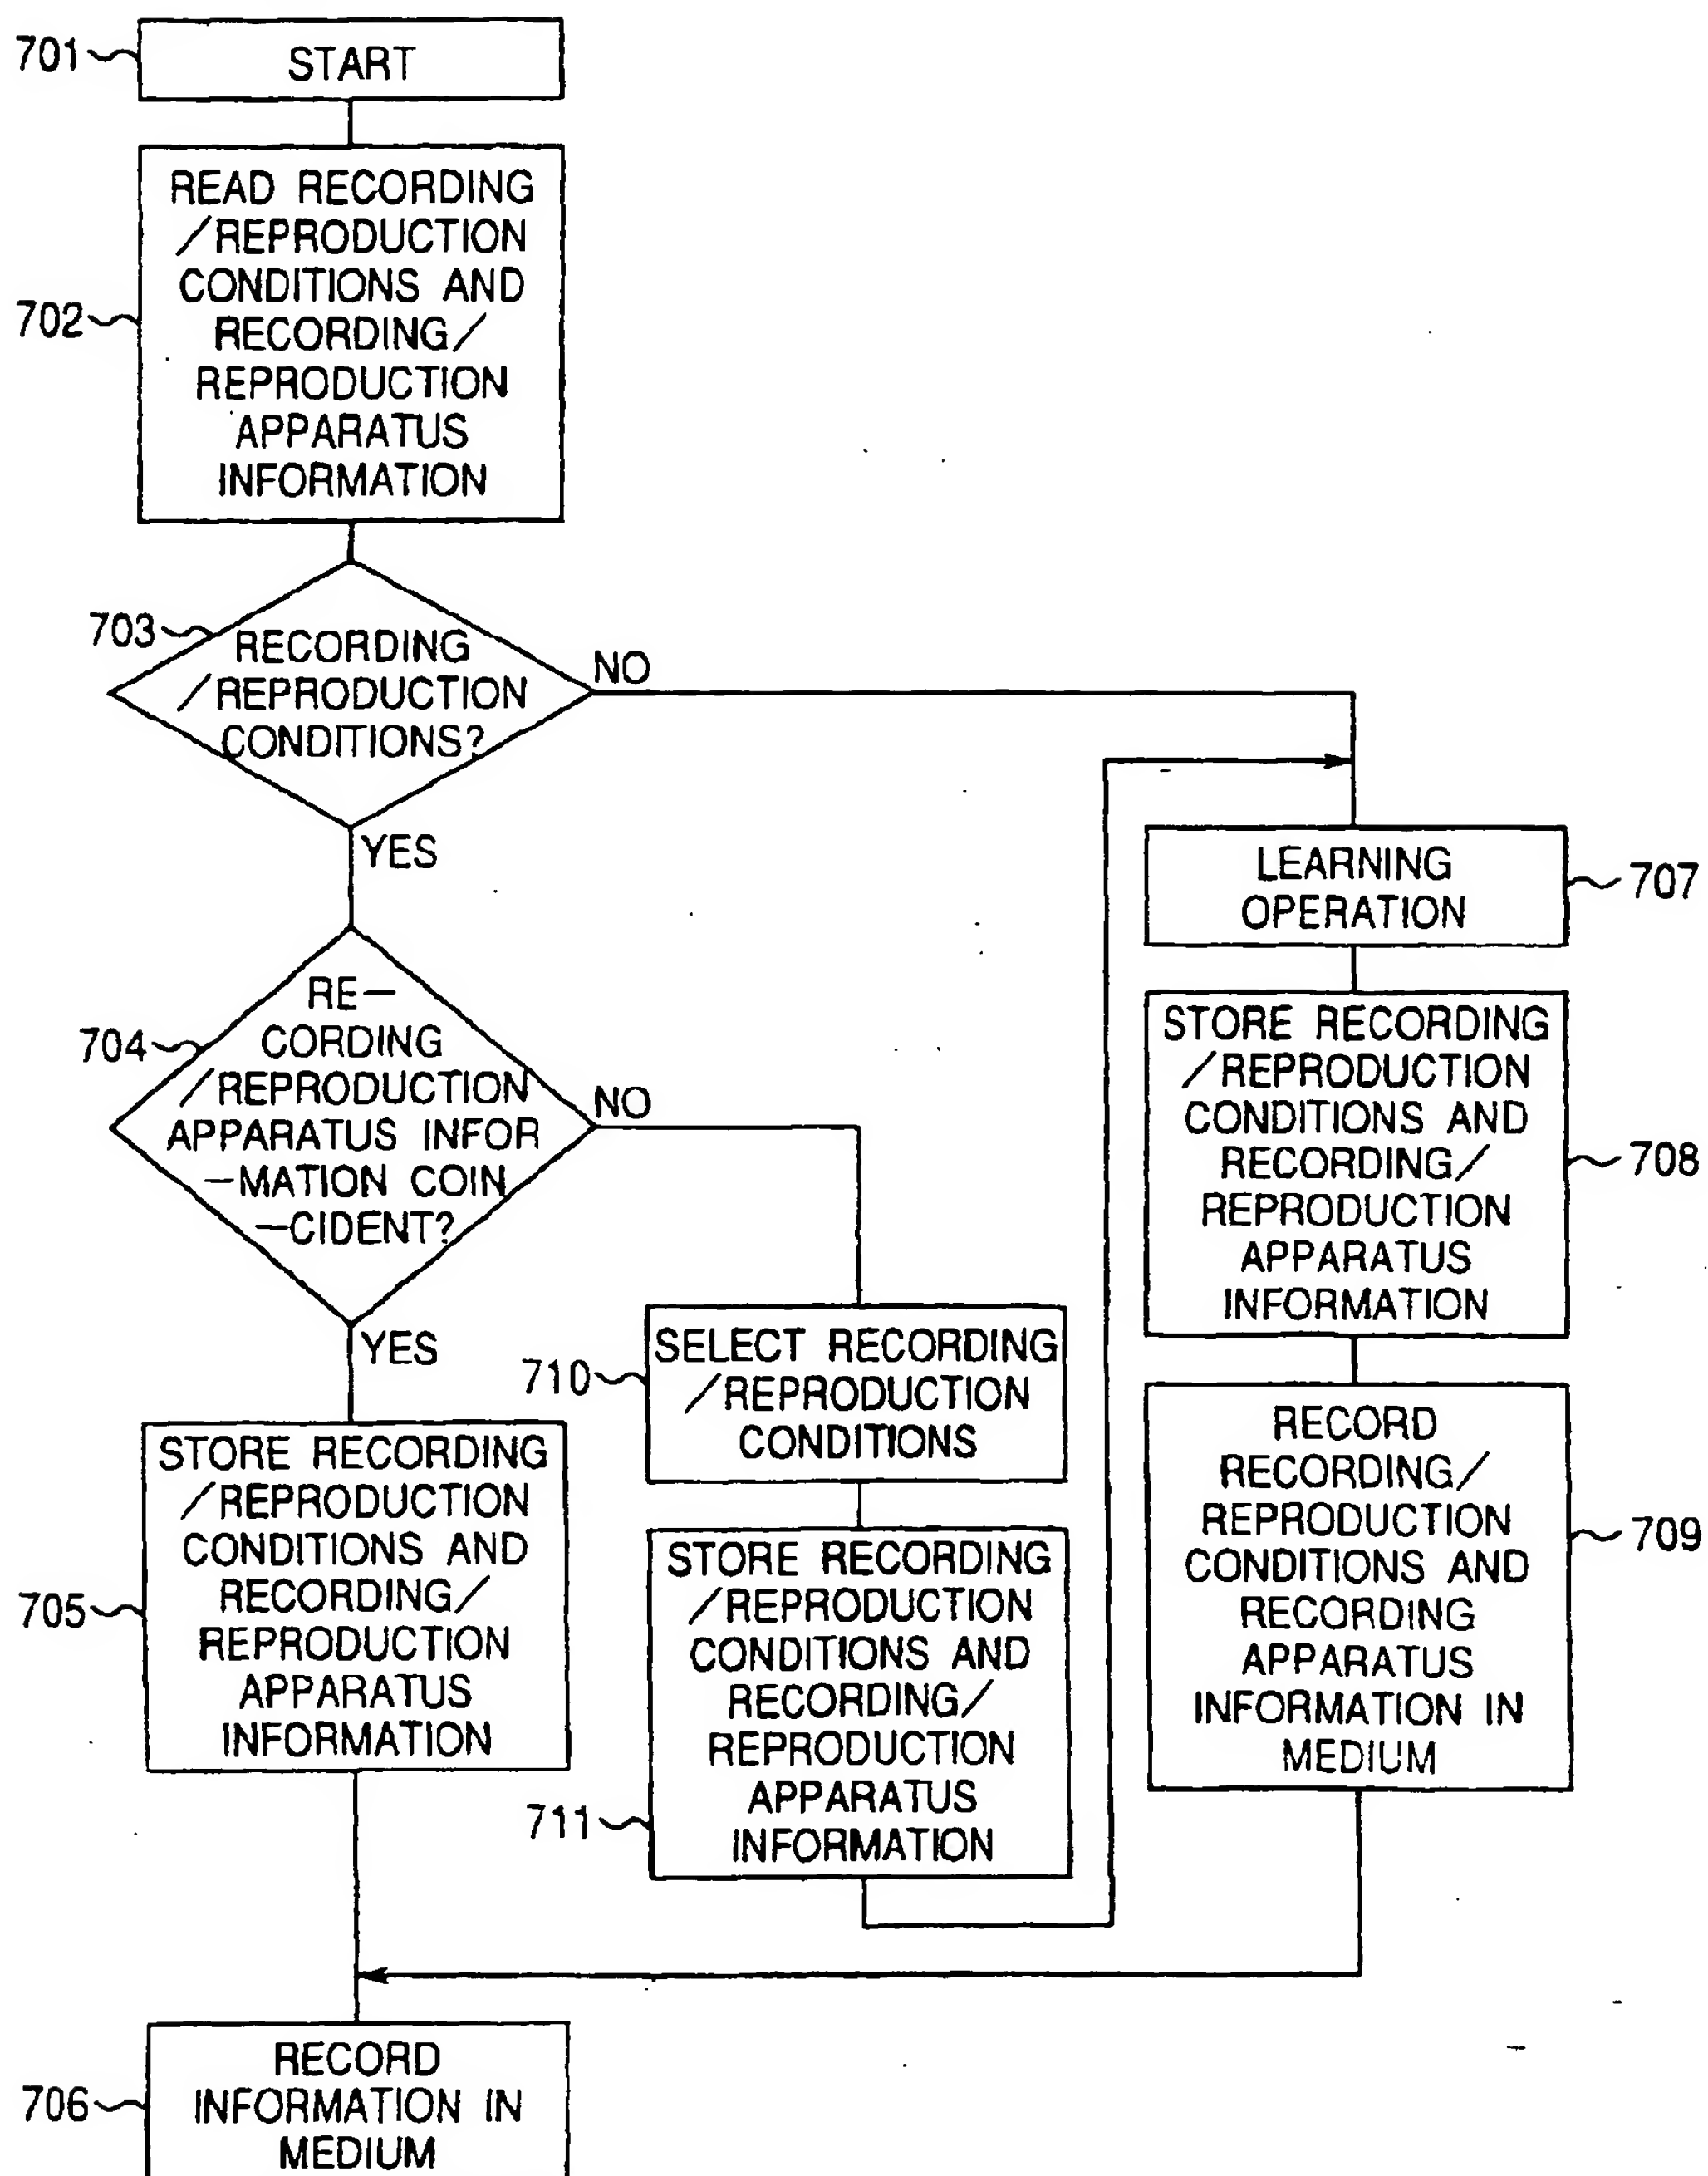 701
START
702
READ RECORDING
/REPRODUCTION
CONDITIONS AND
RECORDING/
REPRODUCTION
APPARATUS
INFORMATION
703
RECORDING
/REPRODUCTION
CONDITIONS?
NO
YES
704
RE-
CORDING
/REPRODUCTION
APPARATUS INFOR
-MATION COIN
-CIDENT?
NO
YES
705
STORE RECORDING
/REPRODUCTION
CONDITIONS AND
RECORDING/
REPRODUCTION
APPARATUS
INFORMATION
706
RECORD
INFORMATION IN
MEDIUM
710
SELECT RECORDING
/REPRODUCTION
CONDITIONS
711
STORE RECORDING
/REPRODUCTION
CONDITIONS AND
RECORDING/
REPRODUCTION
APPARATUS
INFORMATION
LEARNING
OPERATION
707
STORE RECORDING
/REPRODUCTION
CONDITIONS AND
RECORDING/
REPRODUCTION
APPARATUS
INFORMATION
708
RECORD
RECORDING/
REPRODUCTION
CONDITIONS AND
RECORDING
APPARATUS
INFORMATION IN
MEDIUM
709